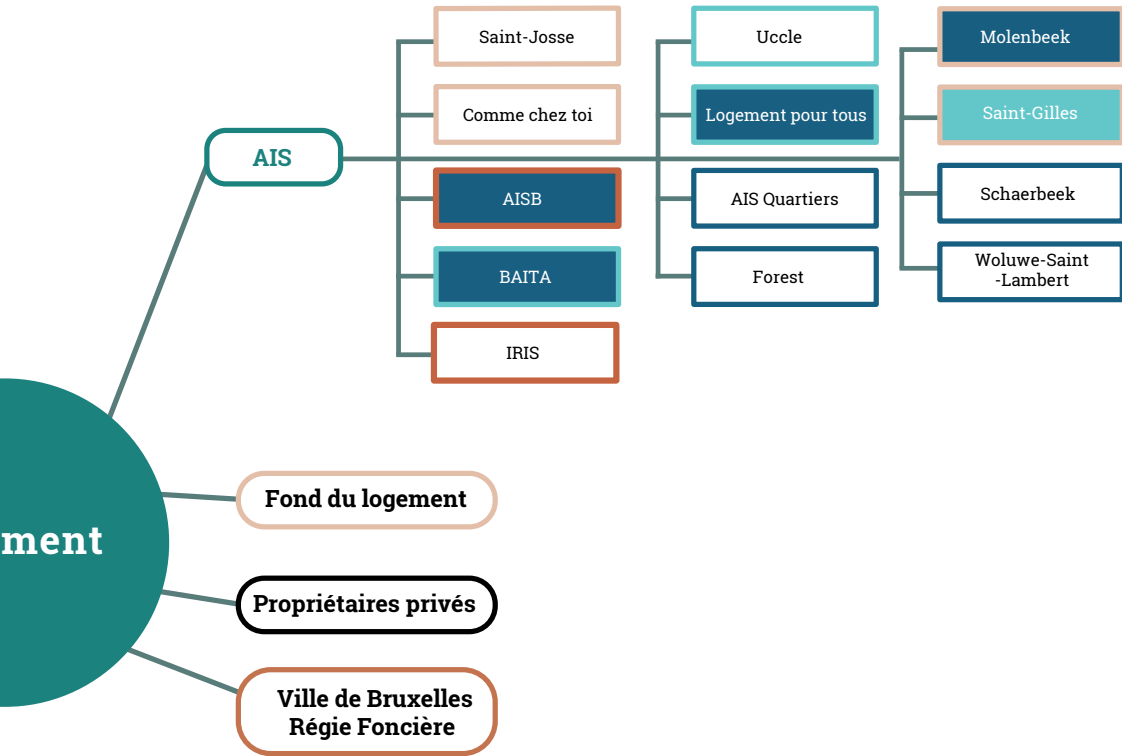 Saint-Josse
Uccle
Molenbeek
Comme chez toi
Logement pour tous
Saint-Gilles
AIS
AISB
AIS Quartiers
Schaerbeek
BAITA
Forest
Woluwe-Saint
-Lambert
IRIS
Fond du logement
ment
Propriétaires privés
Ville de Bruxelles
Régie Foncière